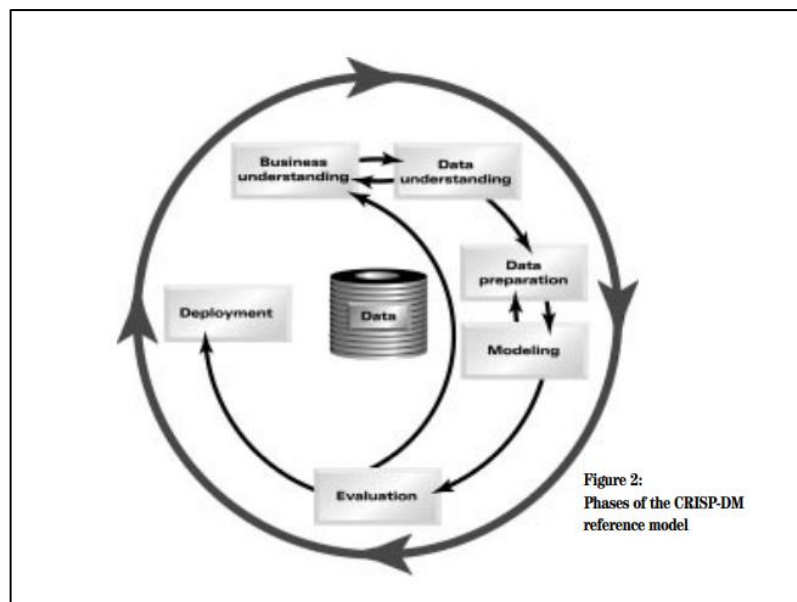 Business
understanding
Data
understanding
Data
preparation
Deployment
Data
Modeling
Evaluation
Figure 2:
Phases of the CRISP-DM
reference model